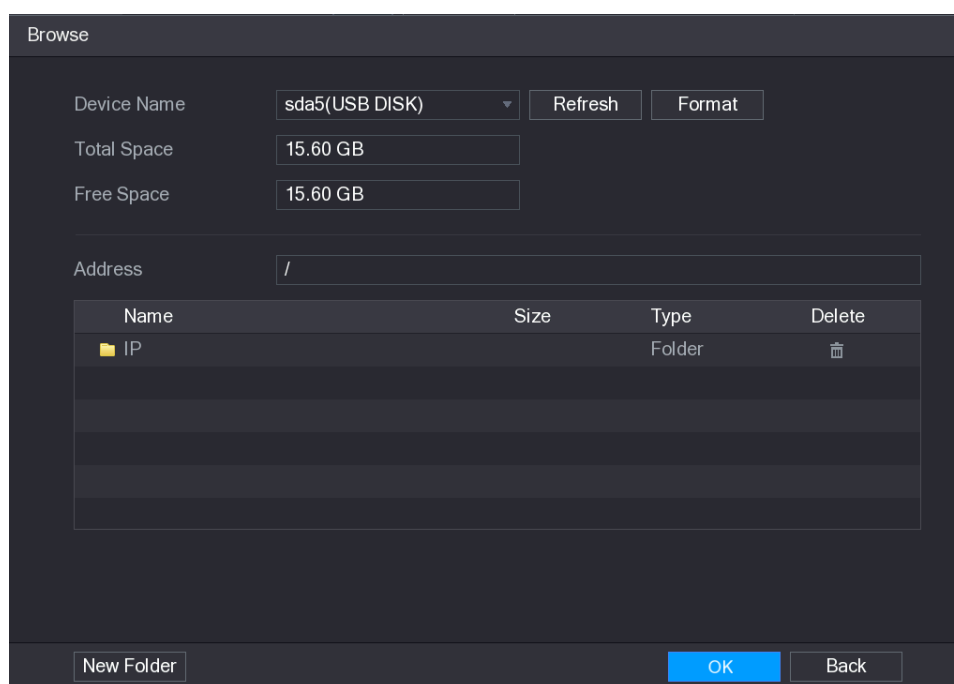 Browse
Device Name sda5(USB DISK) Refresh Format
Total Space 15.60 GB
Free Space 15.60 GB
Address /
Name Size Type Delete
IP Folder
New Folder OK Back